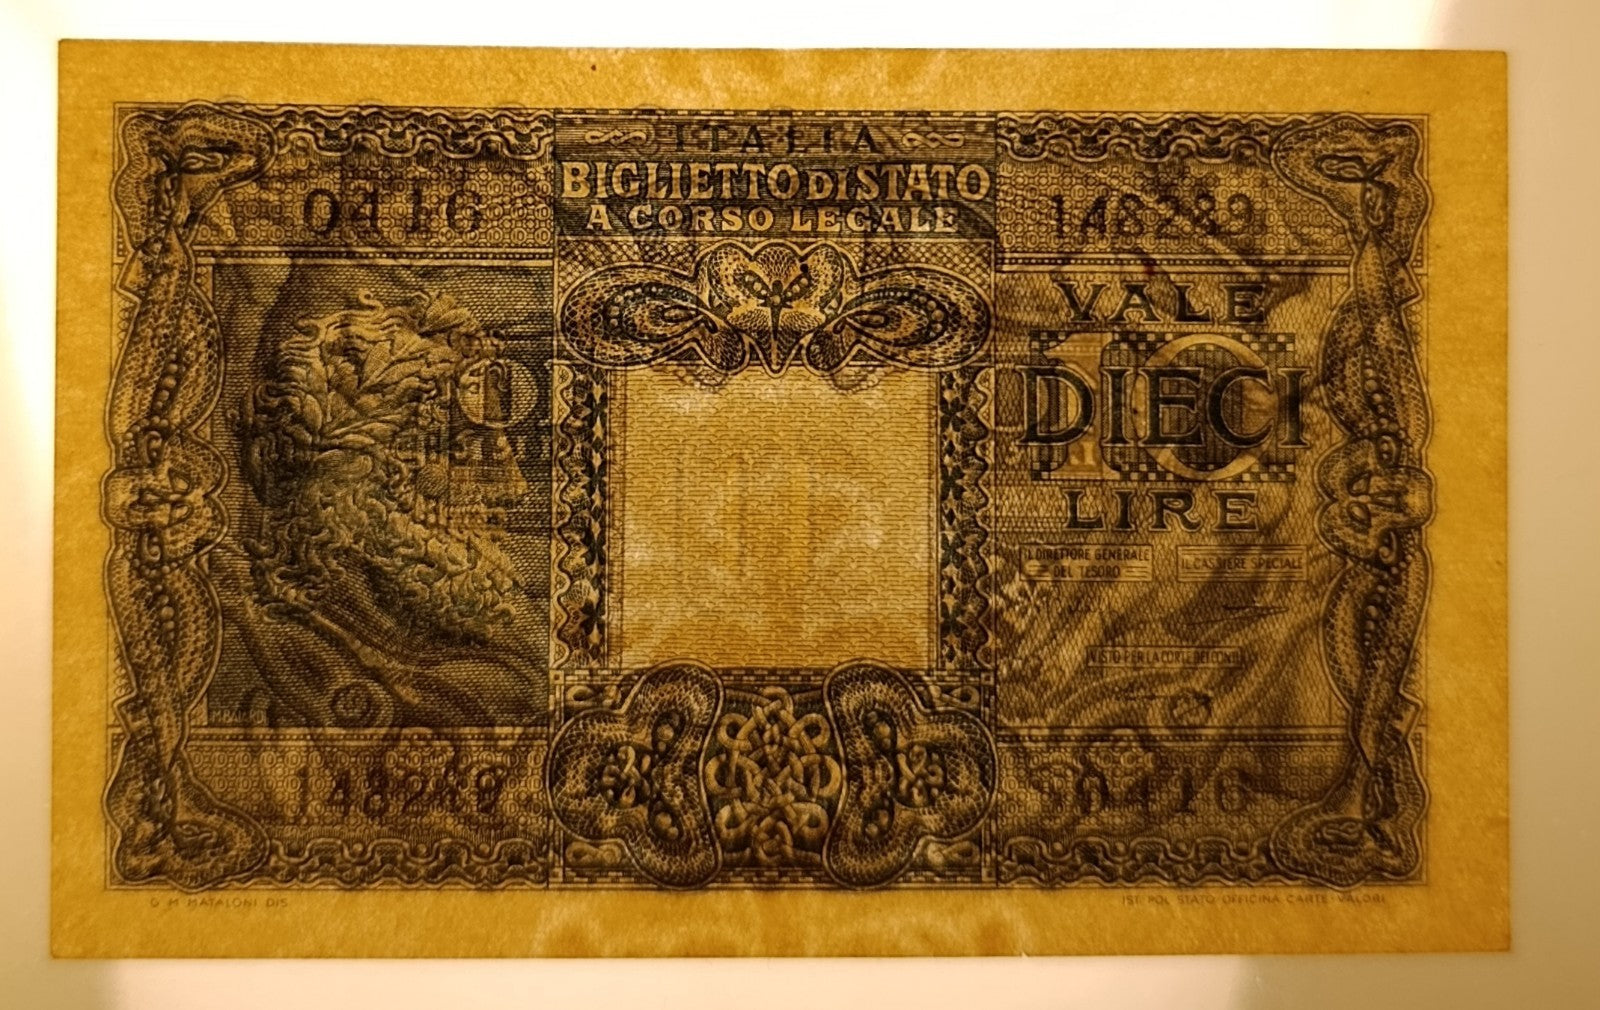 ITALIA
BIGLIETTO DI STATO
A CORSO LEGALE
0416
148289
VALE
10
DIECI
LIRE
IL DIRETTORE GENERALE
DEL TESORO
IL CASSIERE SPECIALE
VISTO PER LA CORTE DEI CONTI
148289
0416
G M MATALONI DIS
IST. POL. STATO OFFICINA CARTE-VALORI